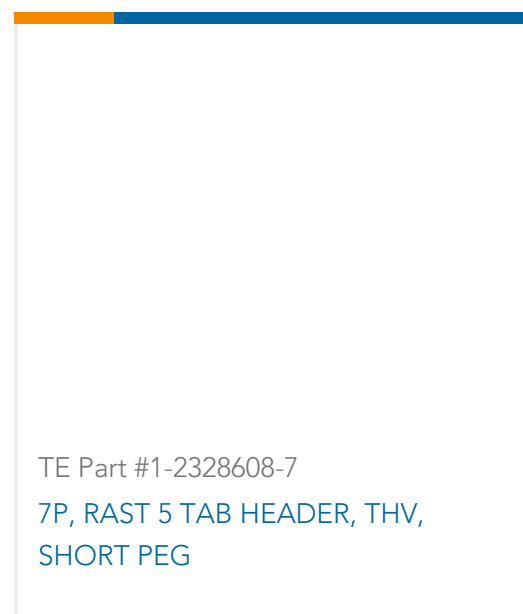 TE Part #1-2328608-7
7P, RAST 5 TAB HEADER, THV,
SHORT PEG